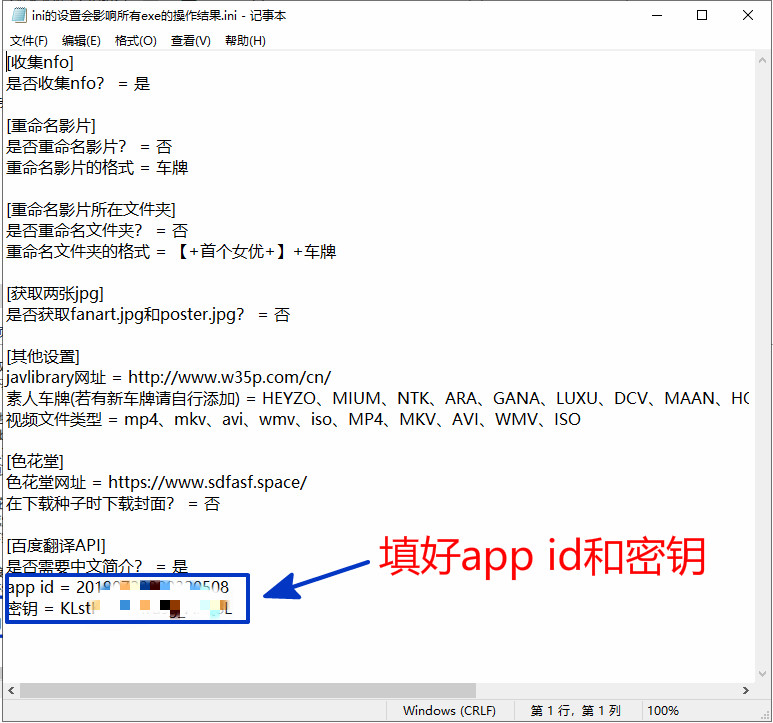 ini的设置会影响所有exe的操作结果.ini - 记事本
文件(F) 编辑(E) 格式(O) 查看(V) 帮助(H)
[收集nfo]
是否收集nfo？ = 是
[重命名影片]
是否重命名影片？ = 否
重命名影片的格式 = 车牌
[重命名影片所在文件夹]
是否重命名文件夹？ = 否
重命名文件夹的格式 = 【+首个女优+】+车牌
[获取两张jpg]
是否获取fanart.jpg和poster.jpg？ = 否
[其他设置]
javlibrary网址 = http://www.w35p.com/cn/
素人车牌(若有新车牌请自行添加) = HEYZO、MIUM、NTK、ARA、GANA、LUXU、DCV、MAAN、HO
视频文件类型 = mp4、mkv、avi、wmv、iso、MP4、MKV、AVI、WMV、ISO
[色花堂]
色花堂网址 = https://www.sdfasf.space/
在下载种子时下载封面？ = 否
[百度翻译API]
是否需要中文简介？ = 是
填好app id和密钥
app id =
密钥 =
Windows (CRLF) 第 1 行，第 1 列 100%